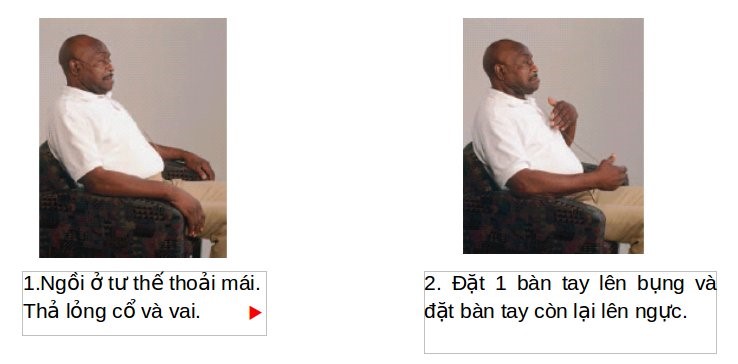 1.Ngồi ở tư thế thoải mái.
Thả lỏng cổ và vai.
2. Đặt 1 bàn tay lên bụng và
đặt bàn tay còn lại lên ngực.